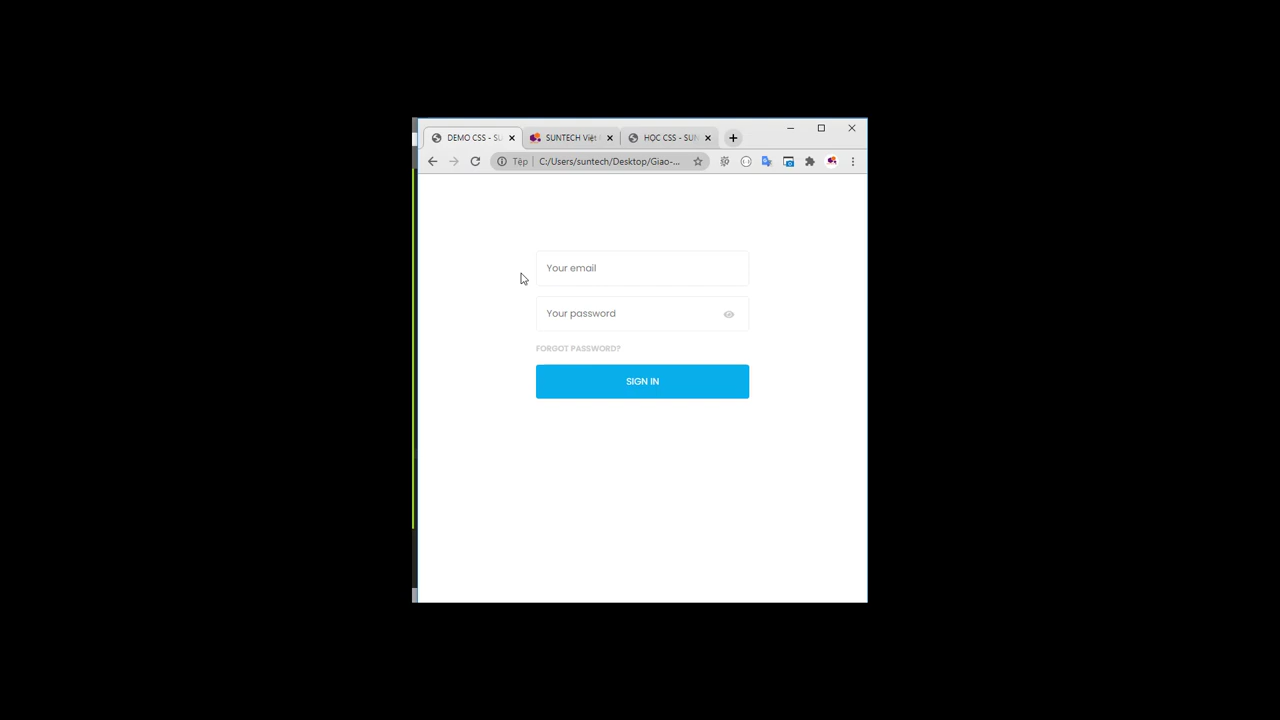 DEMO CSS - SU
SUNTECH Việt
HỌC CSS - SUN
Tệp
C:/Users/suntech/Desktop/Giao-...
Your email
Your password
FORGOT PASSWORD?
SIGN IN